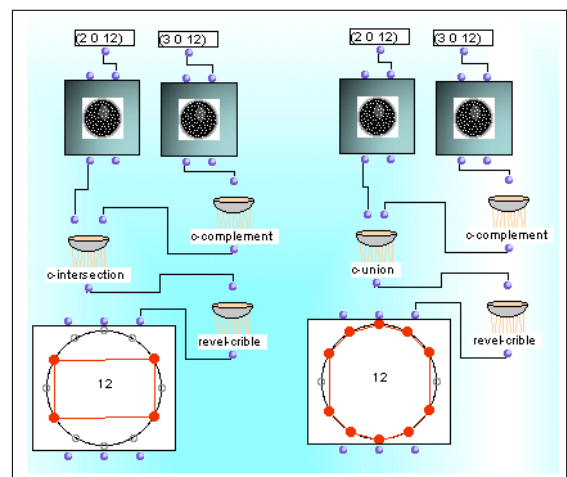 (2 0 12) (3 0 12) (2 0 12) (3 0 12)
c-complement c-complement
c-intersection c-union
revel-crible revel-crible
12 12